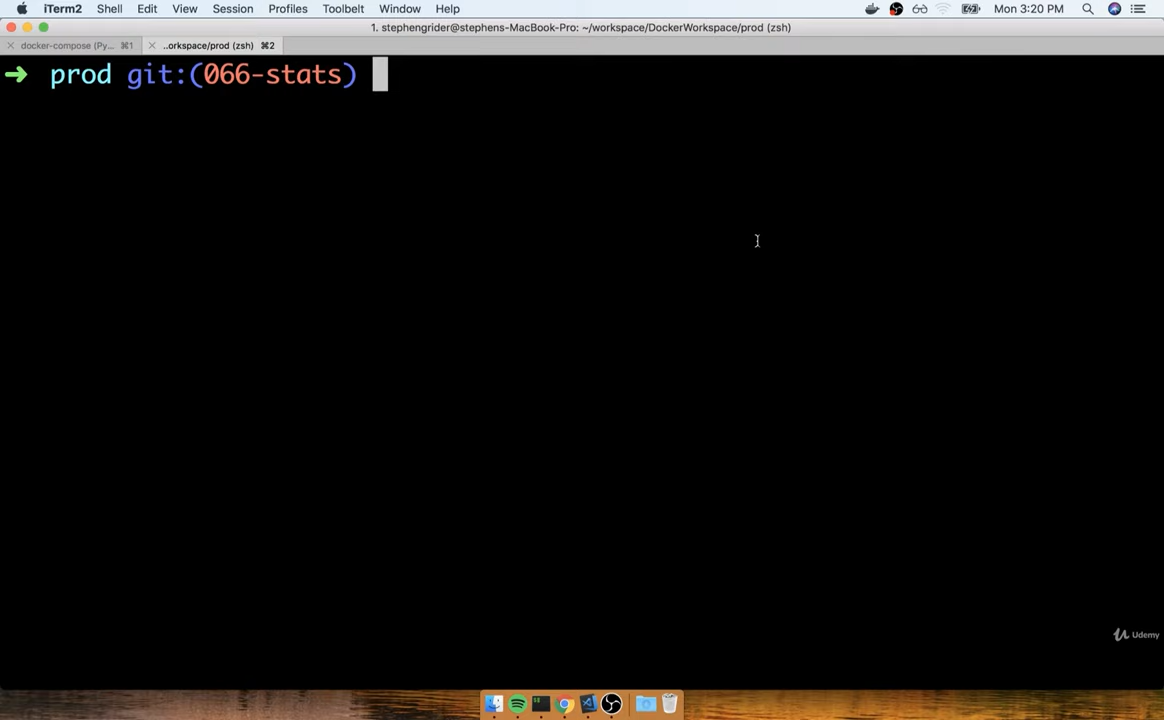 iTerm2 Shell Edit View Session Profiles Toolbelt Window Help Mon 3:20 PM
1. stephengrider@stephens-MacBook-Pro: ~/workspace/DockerWorkspace/prod (zsh)
docker-compose (Py... ⌘1 ..orkspace/prod (zsh) ⌘2
➜ prod git:(066-stats)
Udemy